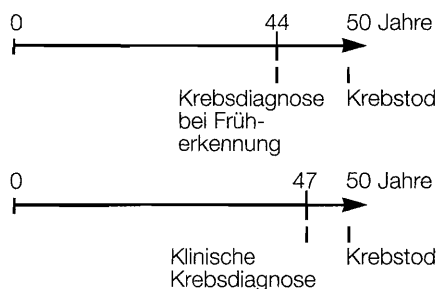 0 44 50 Jahre
Krebsdiagnose Krebstod
bei Früh-
erkennung
0 47 50 Jahre
Klinische Krebstod
Krebsdiagnose